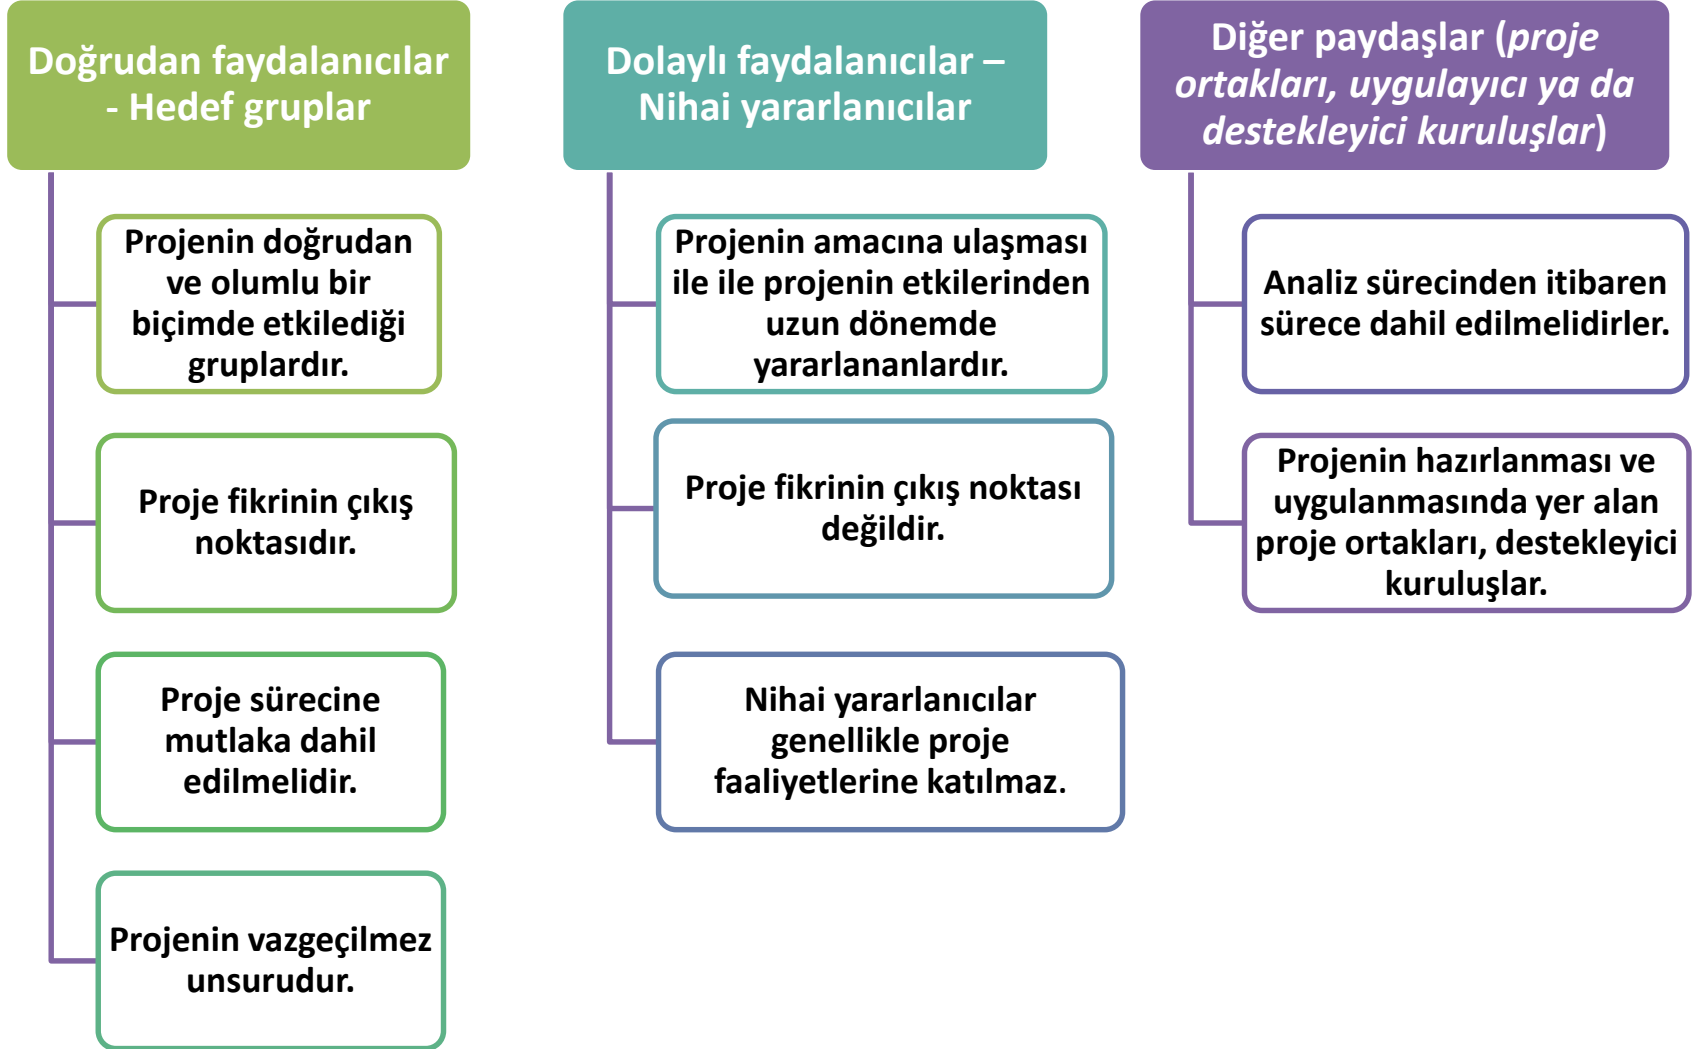 Doğrudan faydalanıcılar
- Hedef gruplar
Projenin doğrudan
ve olumlu bir
biçimde etkilediği
gruplardır.
Proje fikrinin çıkış
noktasıdır.
Proje sürecine
mutlaka dahil
edilmelidir.
Projenin vazgeçilmez
unsurudur.
Dolaylı faydalanıcılar –
Nihai yararlanıcılar
Projenin amacına ulaşması
ile ile projenin etkilerinden
uzun dönemde
yararlananlardır.
Proje fikrinin çıkış noktası
değildir.
Nihai yararlanıcılar
genellikle proje
faaliyetlerine katılmaz.
Diğer paydaşlar (proje
ortakları, uygulayıcı ya da
destekleyici kuruluşlar)
Analiz sürecinden itibaren
sürece dahil edilmelidirler.
Projenin hazırlanması ve
uygulanmasında yer alan
proje ortakları, destekleyici
kuruluşlar.